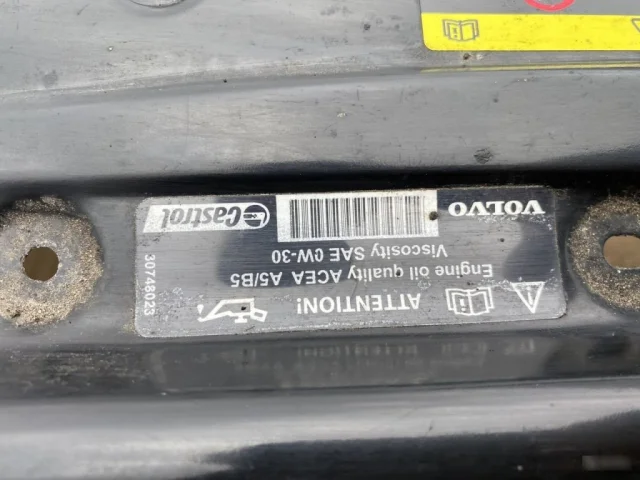 ATTENTION!
Engine oil quality ACEA A5/B5
Viscosity SAE 0W-30
VOLVO
Castrol
30748023